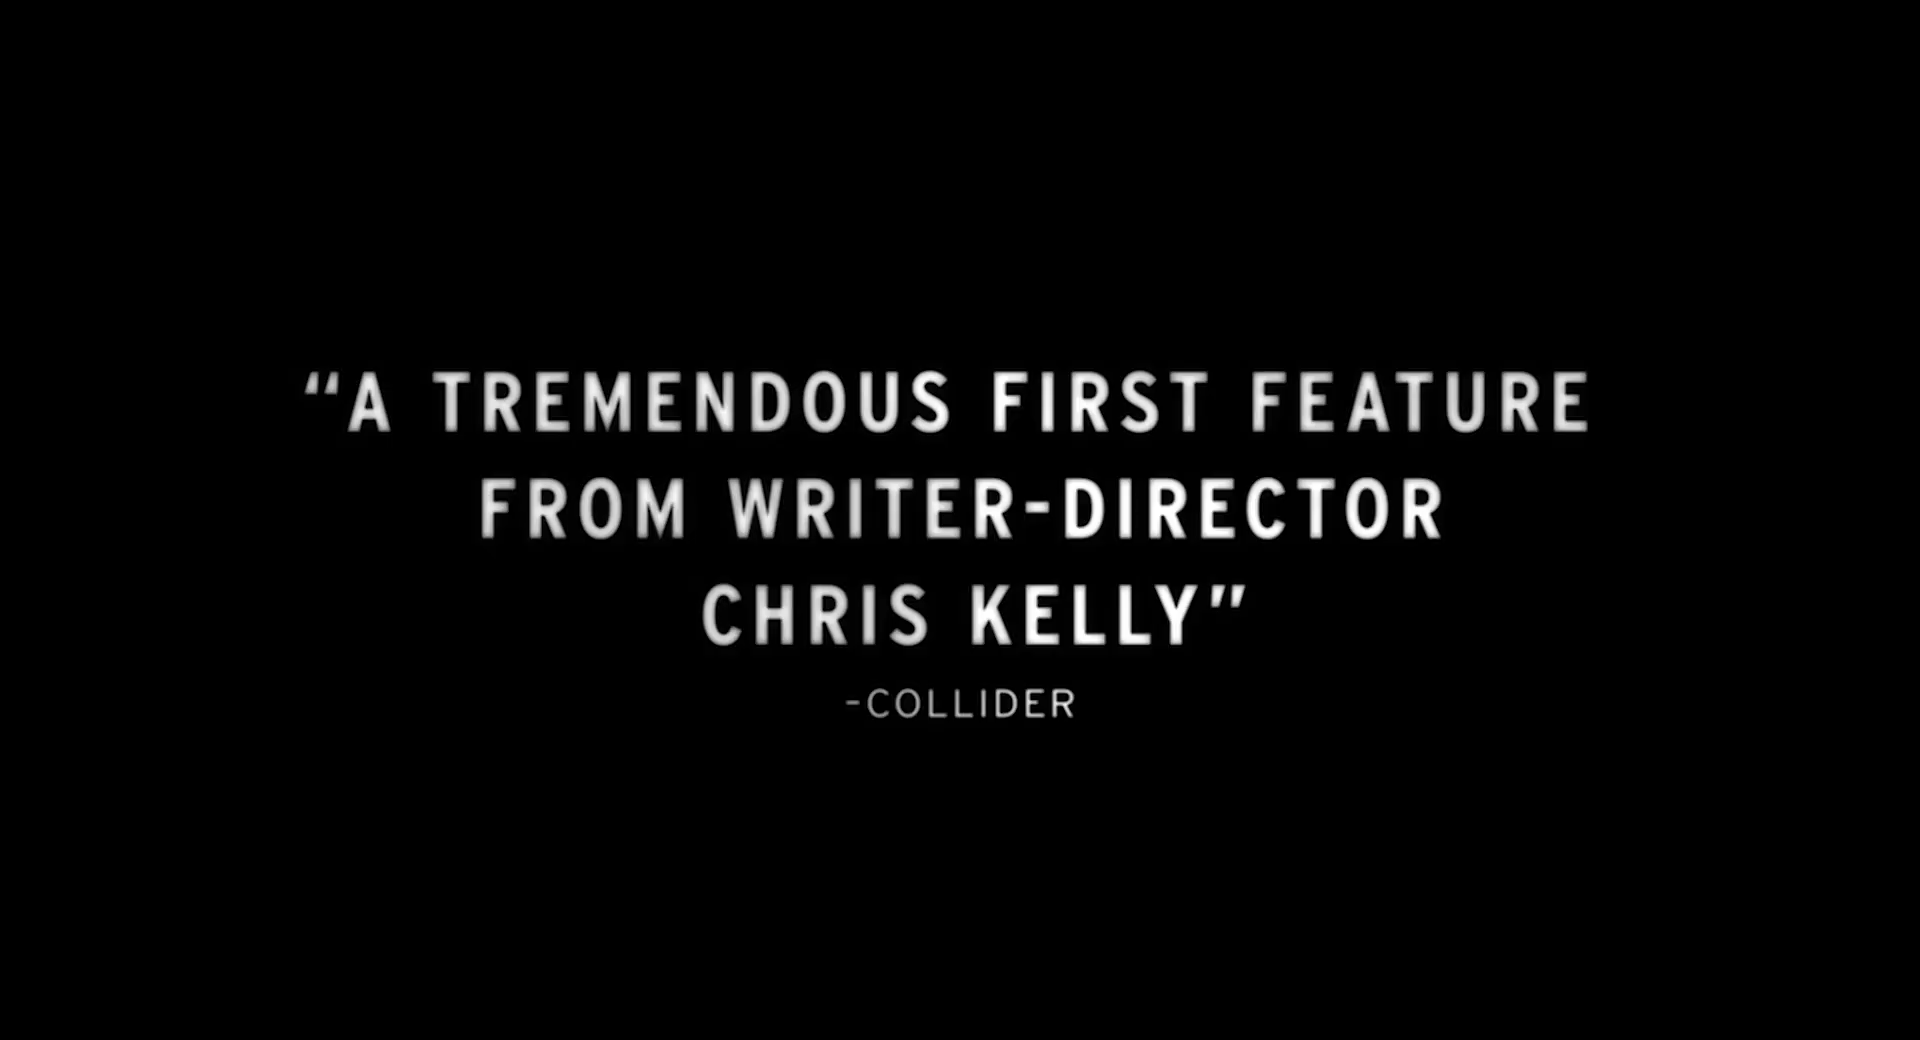 “A TREMENDOUS FIRST FEATURE
FROM WRITER-DIRECTOR
CHRIS KELLY”
-COLLIDER